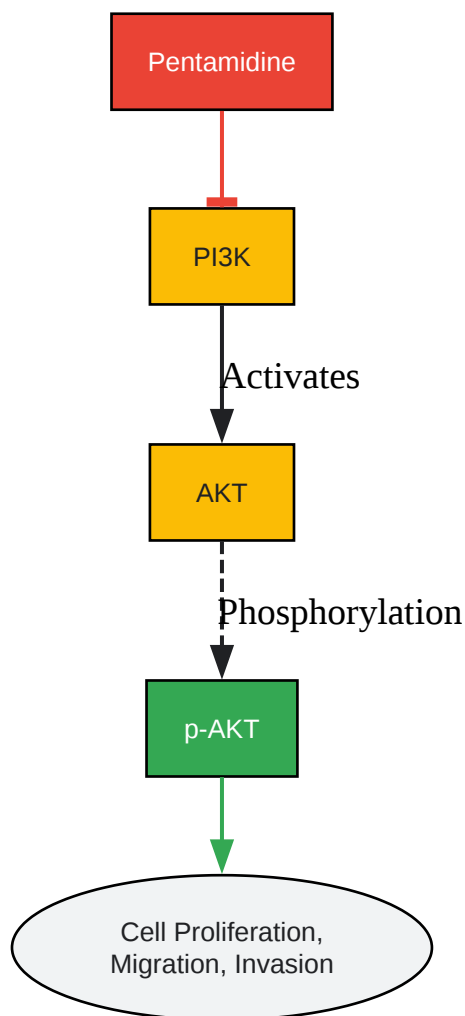 Pentamidine
PI3K
Activates
AKT
Phosphorylation
p-AKT
Cell Proliferation,
Migration, Invasion